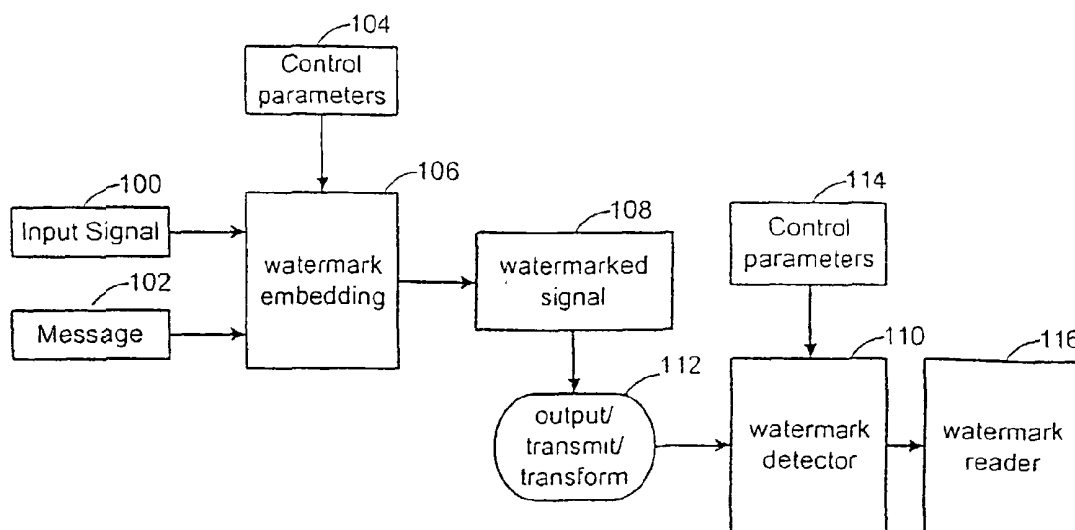 104
Control
parameters
100
Input Signal
106
watermark
embedding
102
Message
108
watermarked
signal
114
Control
parameters
112
output/
transmit/
transform
110
watermark
detector
116
watermark
reader